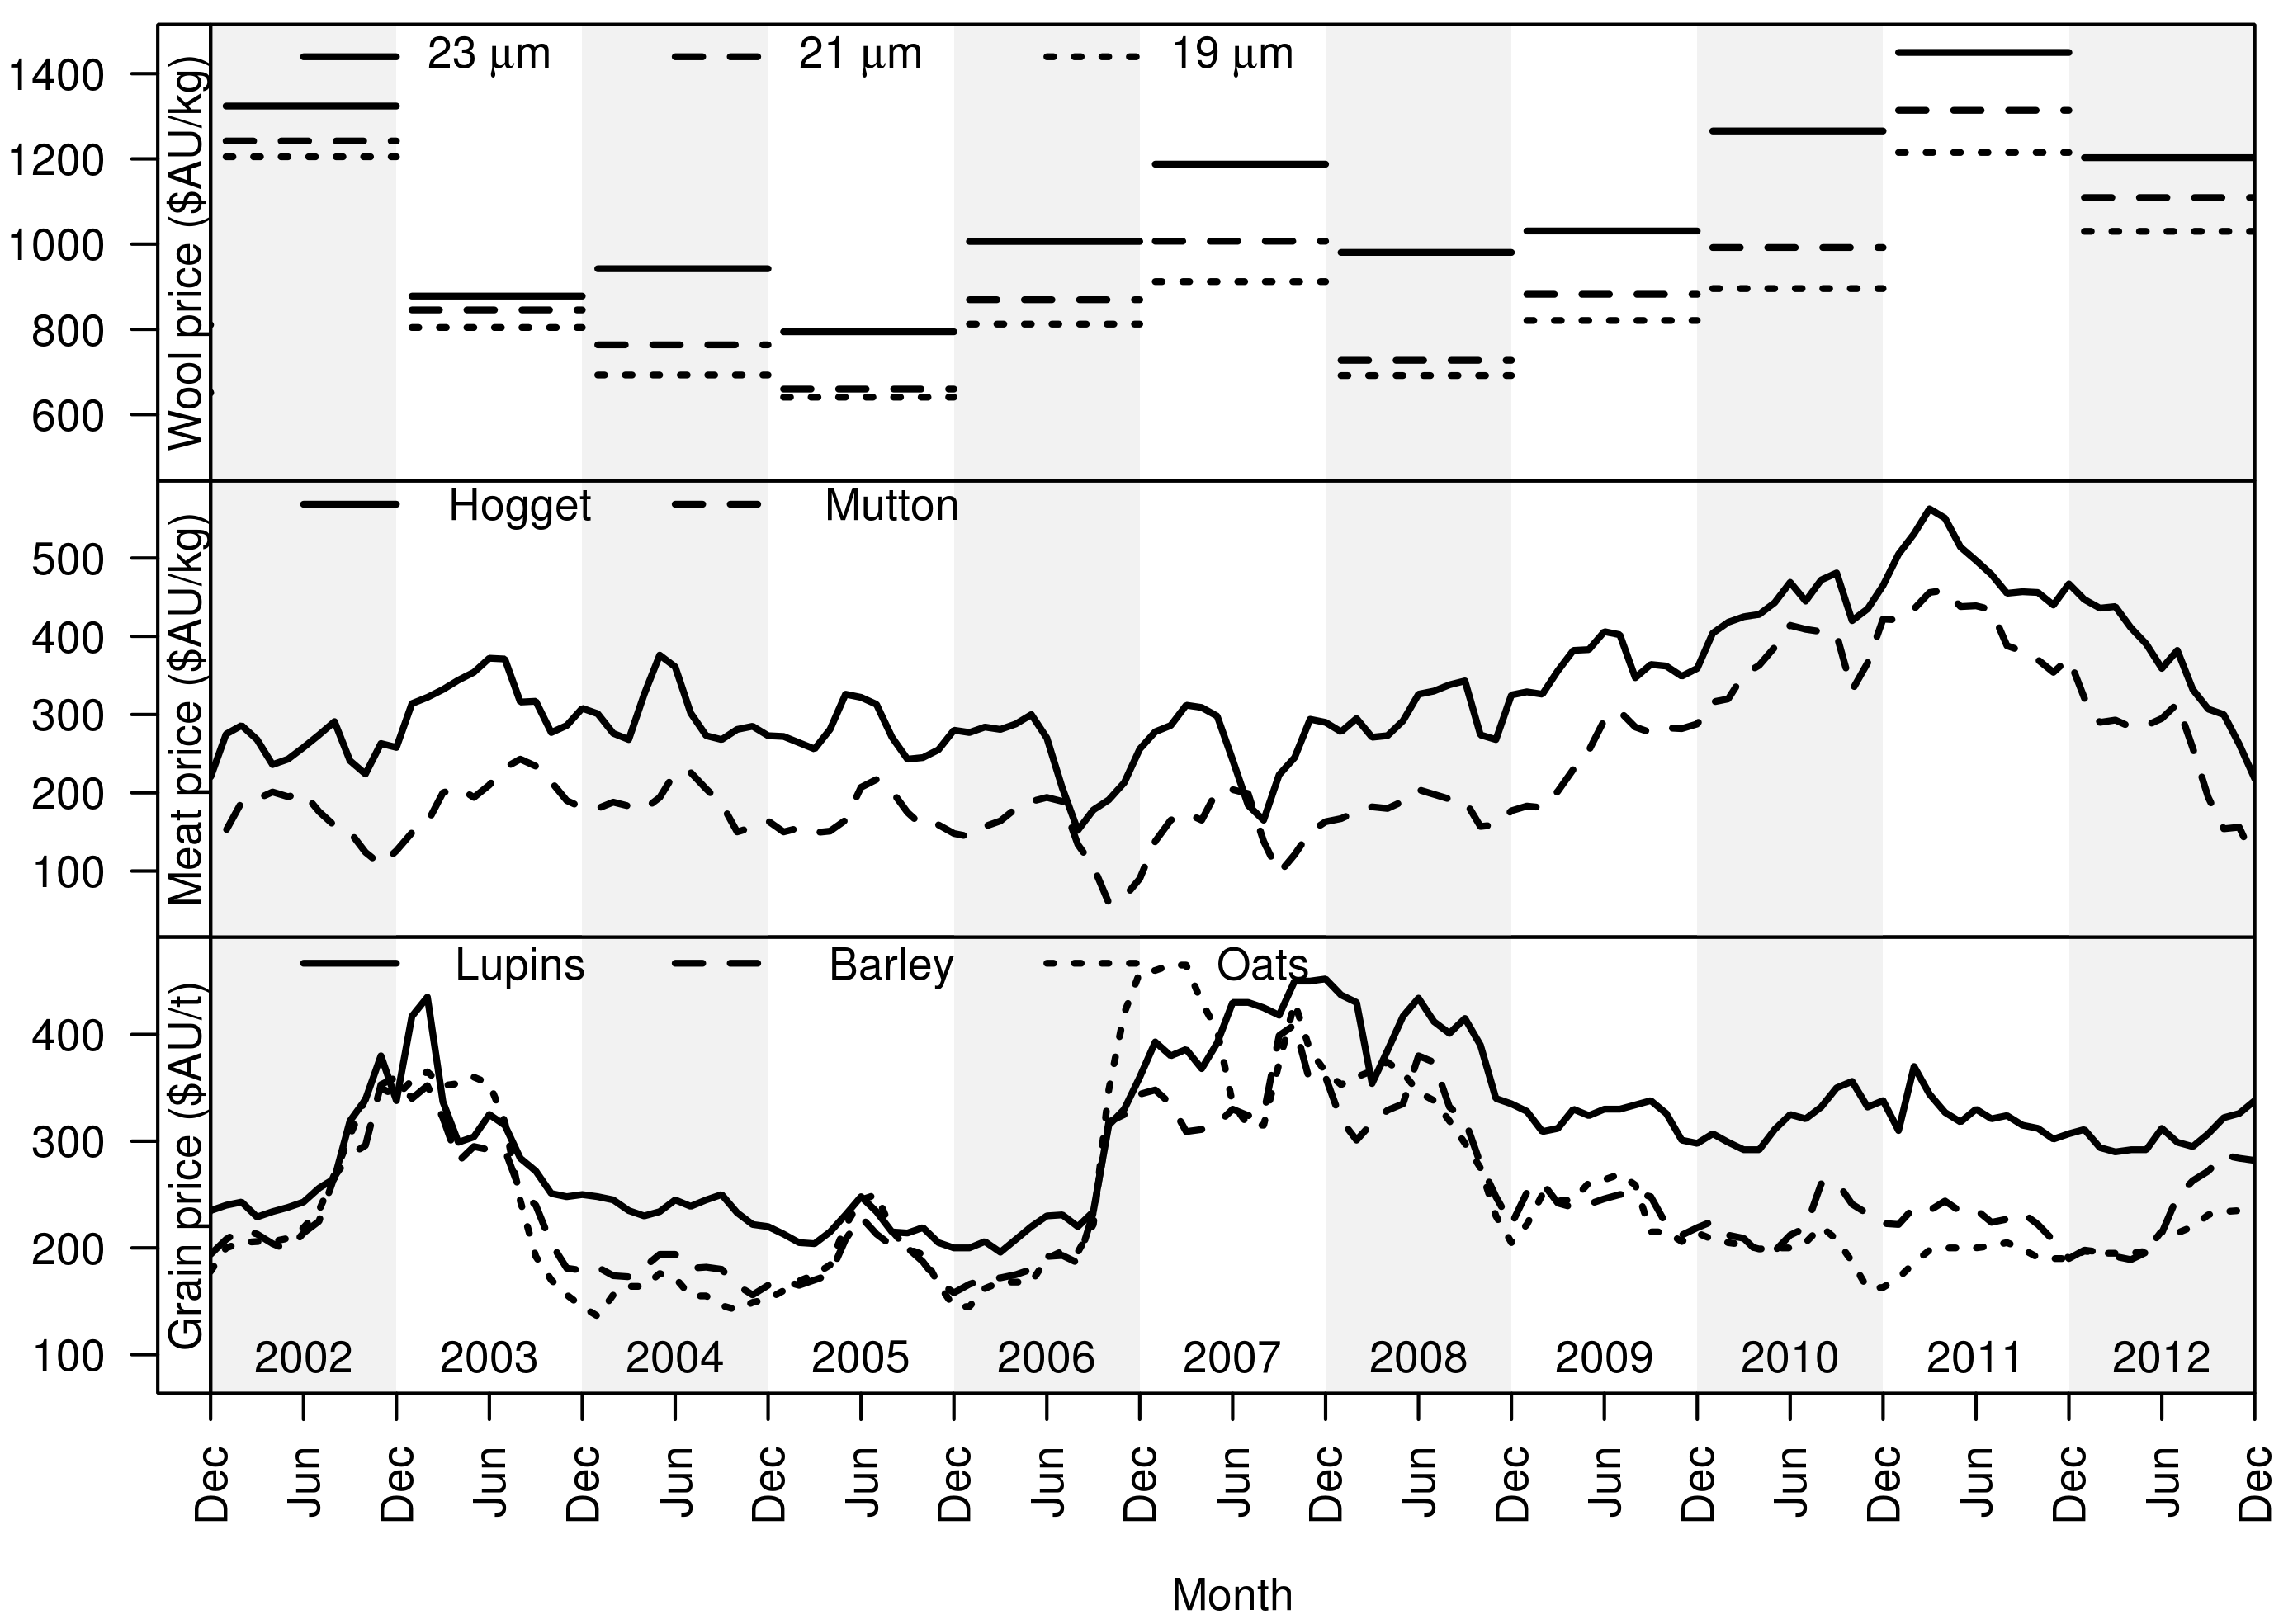 23 μm 21 μm 19 μm
Wool price ($AU/kg)
1400
1200
1000
800
600
Hogget Mutton
Meat price ($AU/kg)
500
400
300
200
100
Lupins Barley Oats
Grain price ($AU/t)
400
300
200
100
2002 2003 2004 2005 2006 2007 2008 2009 2010 2011 2012
Dec Jun Dec Jun Dec Jun Dec Jun Dec Jun Dec Jun Dec Jun Dec Jun Dec Jun Dec Jun Dec Jun Dec
Month